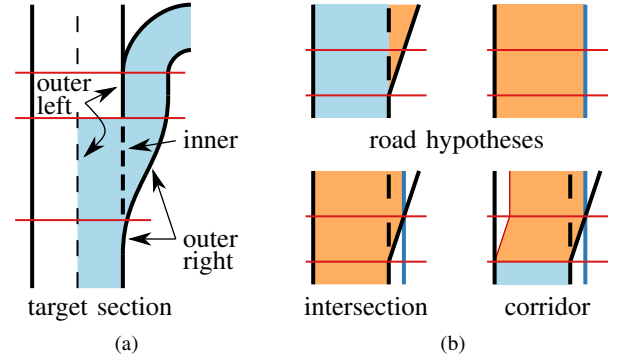 outer
left
inner
outer
right
target section
(a)
road hypotheses
intersection
corridor
(b)